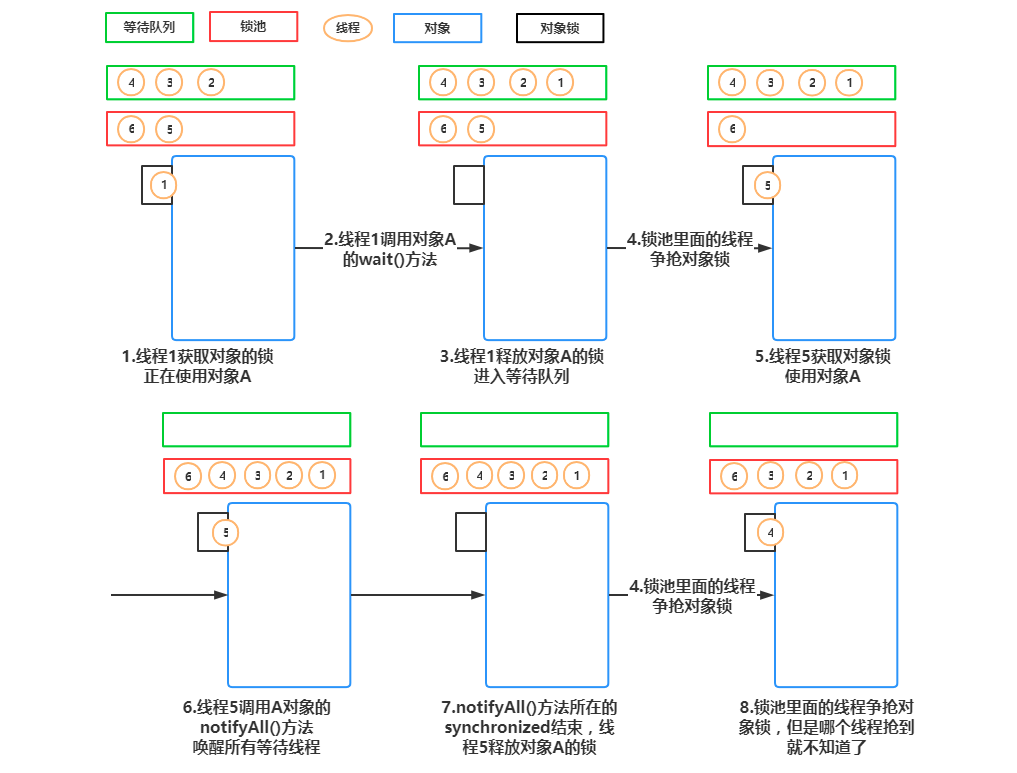 等待队列
锁池
线程
对象
对象锁
4 3 2
6 5
1
4 3 2 1
6 5
4 3 2 1
6
5
2.线程1调用对象A
的wait()方法
4.锁池里面的线程
争抢对象锁
1.线程1获取对象的锁
正在使用对象A
3.线程1释放对象A的锁
进入等待队列
5.线程5获取对象锁
使用对象A
6 4 3 2 1
5
6 4 3 2 1
6 3 2 1
4
4.锁池里面的线程
争抢对象锁
6.线程5调用A对象的
notifyAll()方法
唤醒所有等待线程
7.notifyAll()方法所在的
synchronized结束，线
程5释放对象A的锁
8.锁池里面的线程争抢对
象锁，但是哪个线程抢到
就不知道了